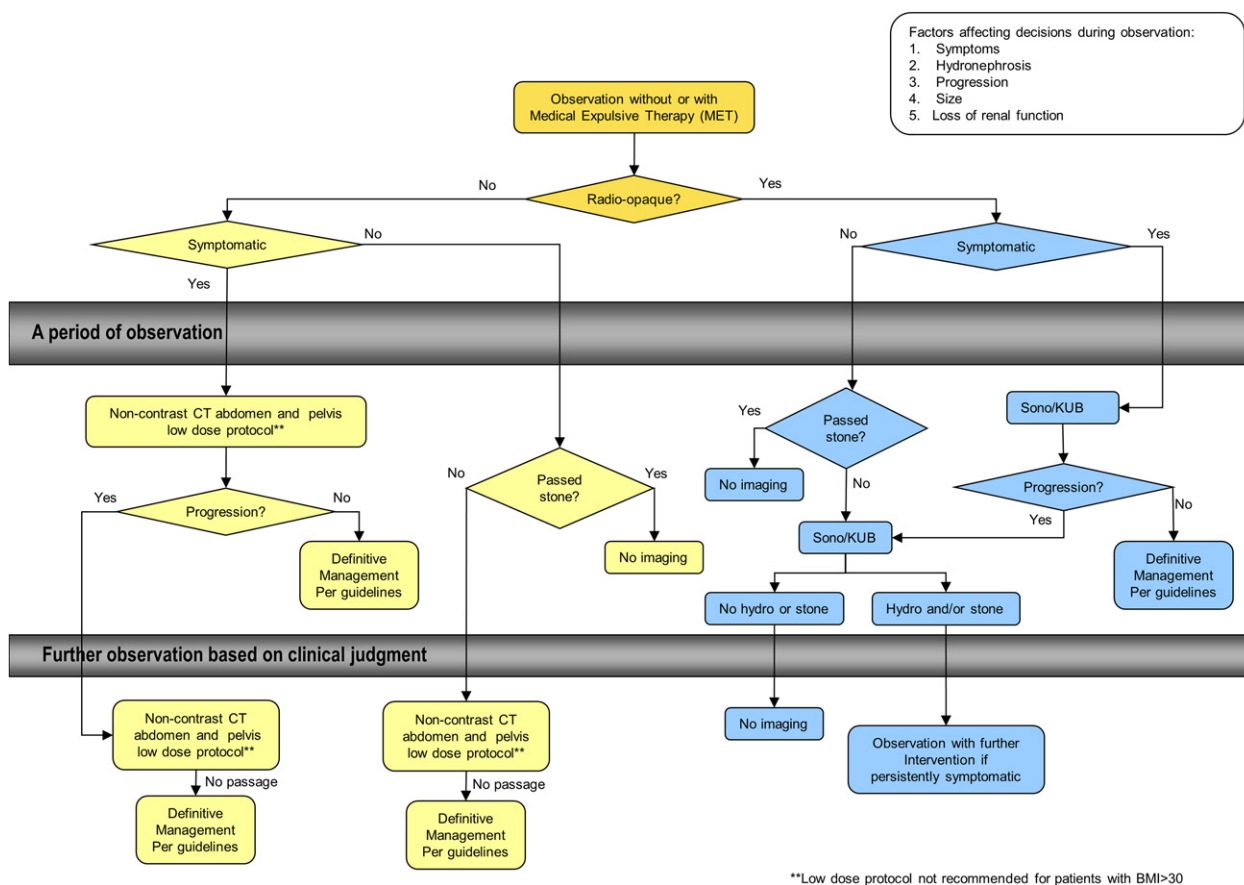 Factors affecting decisions during observation:
1. Symptoms
2. Hydronephrosis
3. Progression
4. Size
5. Loss of renal function
Observation without or with
Medical Expulsive Therapy (MET)
No
Radio-opaque?
Yes
Symptomatic
No
Yes
No
Symptomatic
Yes
A period of observation
Non-contrast CT abdomen and pelvis
low dose protocol**
Yes
Progression?
No
Definitive
Management
Per guidelines
No
Passed
stone?
Yes
No imaging
Yes
Passed
stone?
No imaging
No
Sono/KUB
Sono/KUB
Progression?
Yes
No
Definitive
Management
Per guidelines
No hydro or stone
Hydro and/or stone
Further observation based on clinical judgment
Non-contrast CT
abdomen and pelvis
low dose protocol**
No passage
Definitive
Management
Per guidelines
Non-contrast CT
abdomen and pelvis
low dose protocol**
No passage
Definitive
Management
Per guidelines
No imaging
Observation with further
Intervention if
persistently symptomatic
**Low dose protocol not recommended for patients with BMI>30